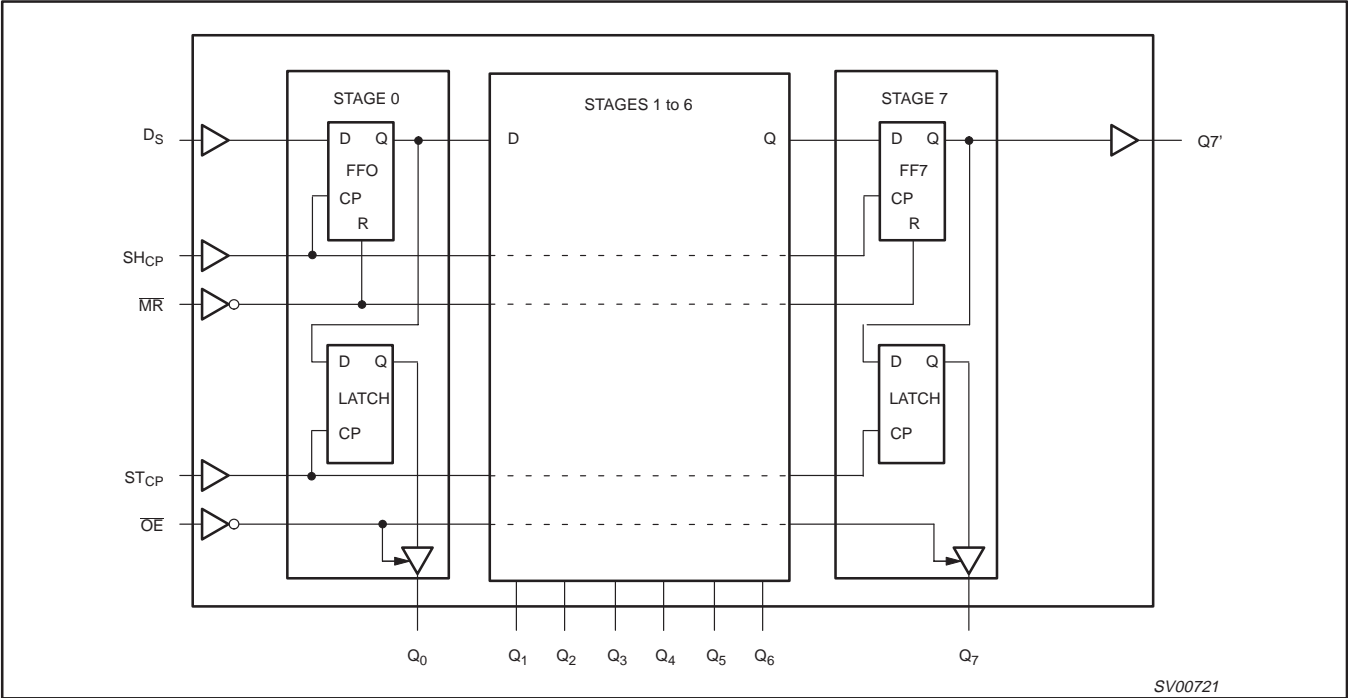 STAGE 0
STAGES 1 to 6
STAGE 7
DS
D Q
D
Q
D Q
Q7'
FFO
FF7
CP
CP
R
R
SHCP
MR
D Q
D Q
LATCH
LATCH
CP
CP
STCP
OE
Q0
Q1
Q2
Q3
Q4
Q5
Q6
Q7
SV00721